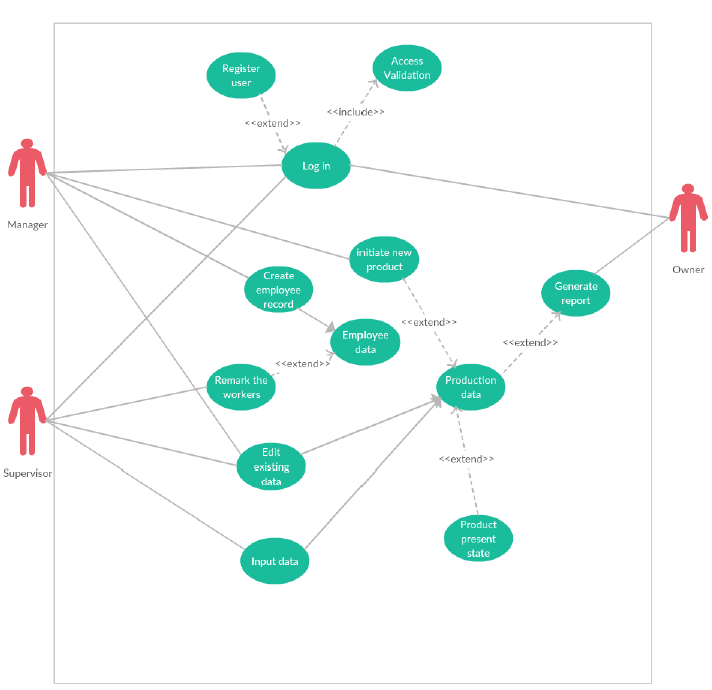 Register
user
Access
Validation
<<extend>>
<<include>>
Log in
Manager
initiate new
product
Owner
Create
employee
record
Generate
report
<<extend>>
Employee
data
<<extend>>
<<extend>>
Remark the
workers
Production
data
Supervisor
Edit
existing
data
<<extend>>
Product
present
state
Input data